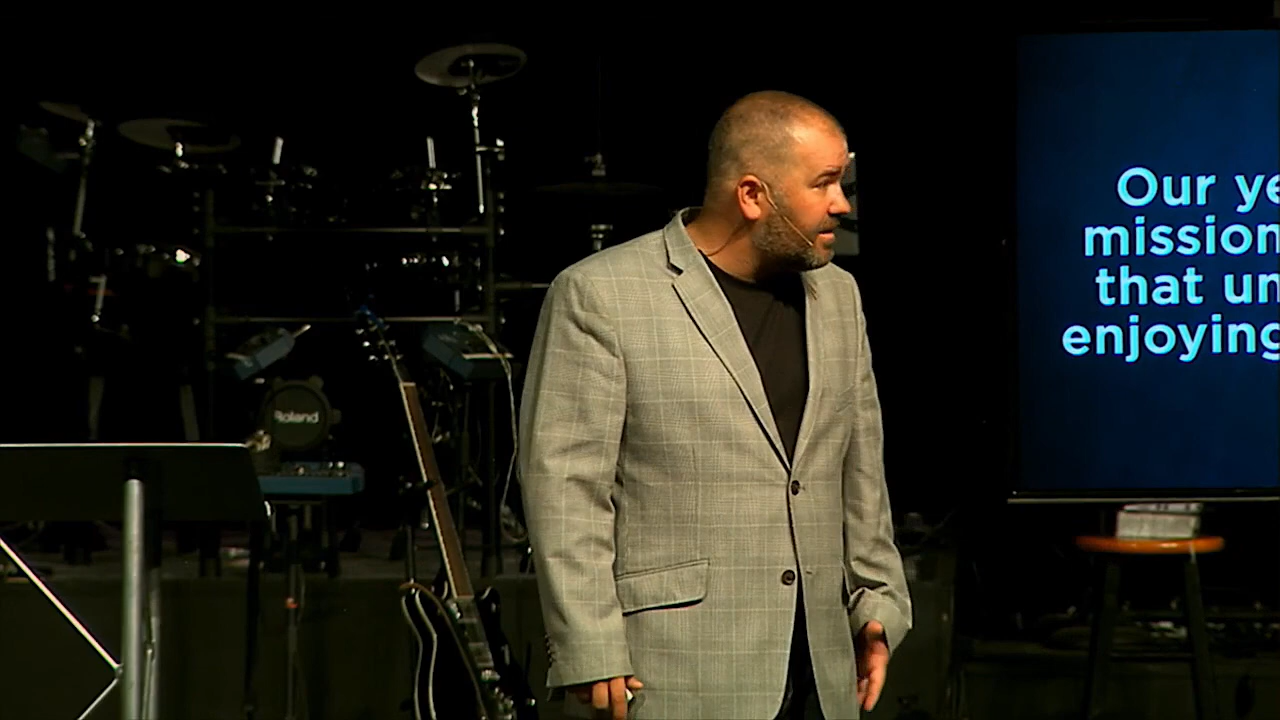 Roland
Our ye
mission
that un
enjoying